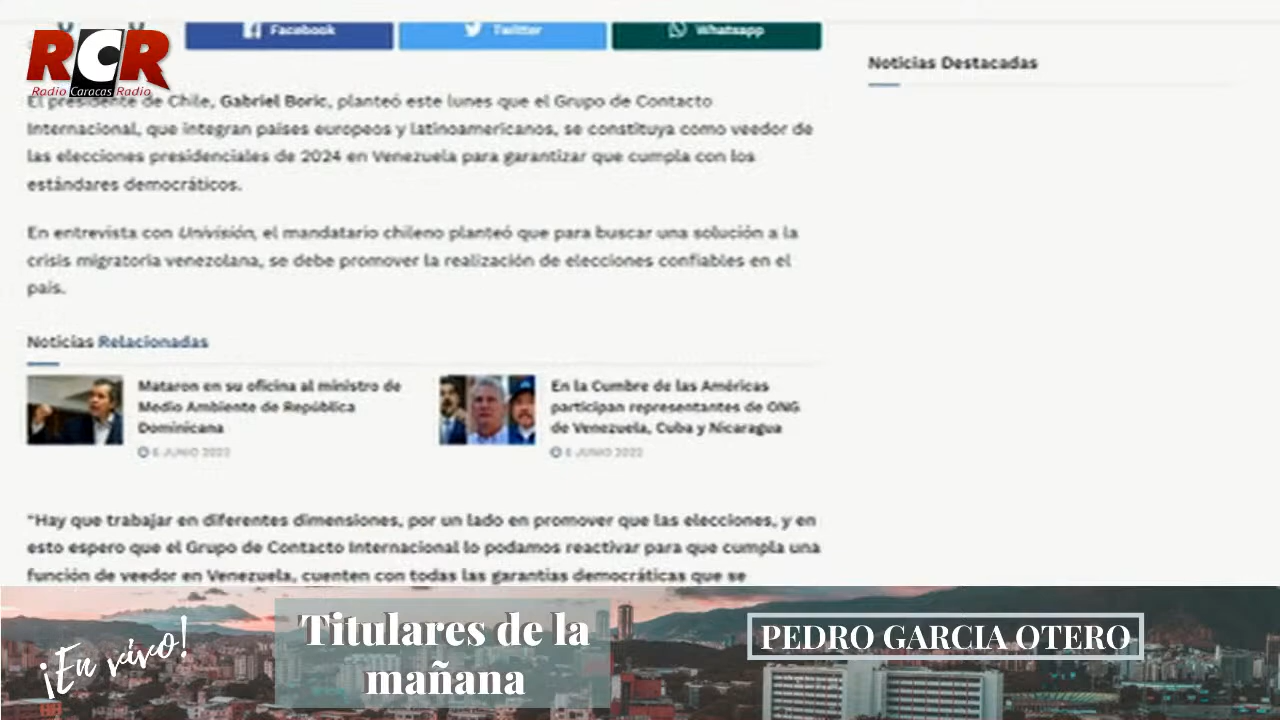 Facebook
Twitter
Whatsapp
RCR
Radio Caracas Radio
Noticias Destacadas
El presidente de Chile, Gabriel Boric, planteó este lunes que el Grupo de Contacto
Internacional, que integran países europeos y latinoamericanos, se constituya como veedor de
las elecciones presidenciales de 2024 en Venezuela para garantizar que cumpla con los
estándares democráticos.
En entrevista con Univisión, el mandatario chileno planteó que para buscar una solución a la
crisis migratoria venezolana, se debe promover la realización de elecciones confiables en el
país.
Noticias Relacionadas
Mataron en su oficina al ministro de
Medio Ambiente de República
Dominicana
6 JUNIO 2022
En la Cumbre de las Américas
participan representantes de ONG
de Venezuela, Cuba y Nicaragua
6 JUNIO 2022
"Hay que trabajar en diferentes dimensiones, por un lado en promover que las elecciones, y en
esto espero que el Grupo de Contacto Internacional lo podamos reactivar para que cumpla una
función de veedor en Venezuela, cuenten con todas las garantías democráticas que se
¡En vivo!
Titulares de la
mañana
PEDRO GARCIA OTERO